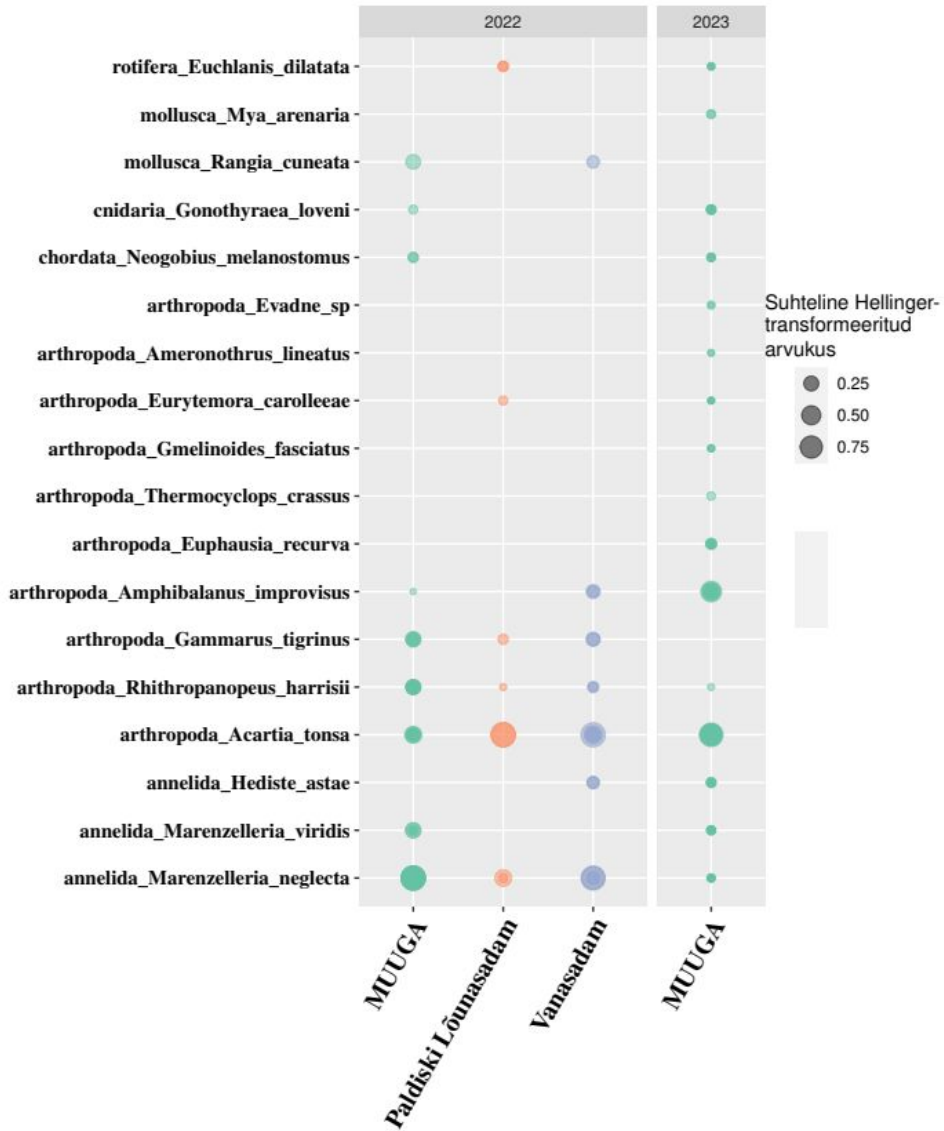 2022
2023
rotifera_Euchlanis_dilatata
mollusca_Mya_arenaria
mollusca_Rangia_cuneata
cnidaria_Gonothyraea_loveni
chordata_Neogobius_melanostomus
arthropoda_Evadne_sp
arthropoda_Ameronothrus_lineatus
arthropoda_Eurytemora_carolleeae
arthropoda_Gmelinoides_fasciatus
arthropoda_Thermocyclops_crassus
arthropoda_Euphausia_recurva
arthropoda_Amphibalanus_improvisus
arthropoda_Gammarus_tigrinus
arthropoda_Rhithropanopeus_harrisii
arthropoda_Acartia_tonsa
annelida_Hediste_astae
annelida_Marenzelleria_viridis
annelida_Marenzelleria_neglecta
MUUGA
Paldiski Lõunasadam
Vanasadam
MUUGA
Suhteline Hellinger-
transformeeritud
arvukus
0.25
0.50
0.75